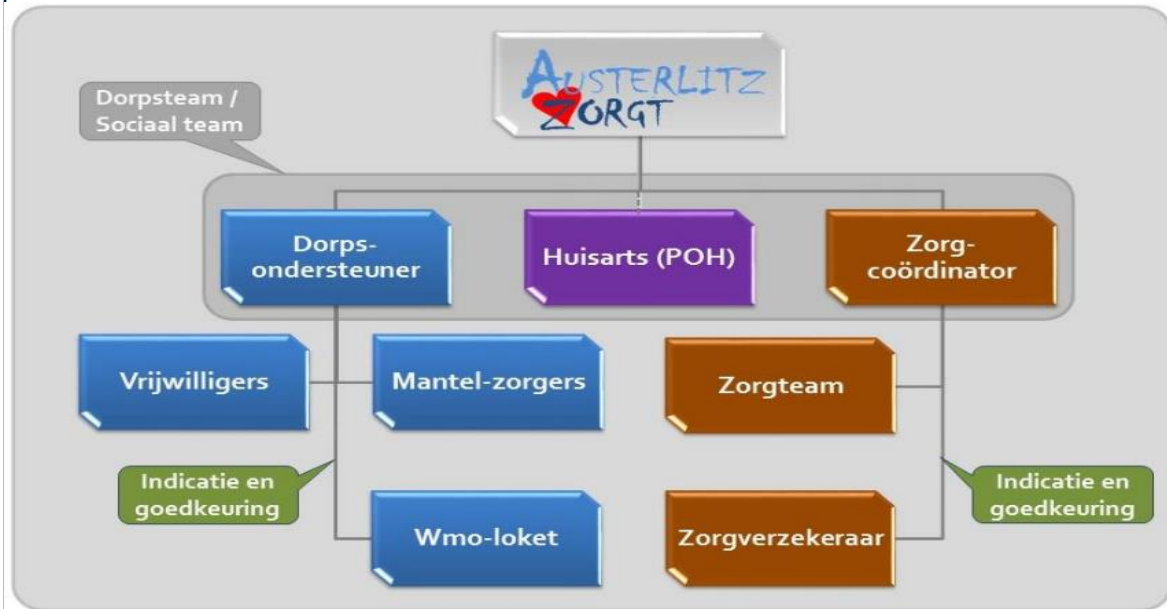 AUSTERLITZ
ZORGT
Dorpsteam /
Sociaal team
Dorps-
ondersteuner
Huisarts (POH)
Zorg-
coördinator
Vrijwilligers
Mantel-zorgers
Zorgteam
Indicatie en
goedkeuring
Indicatie en
goedkeuring
Wmo-loket
Zorgverzekeraar